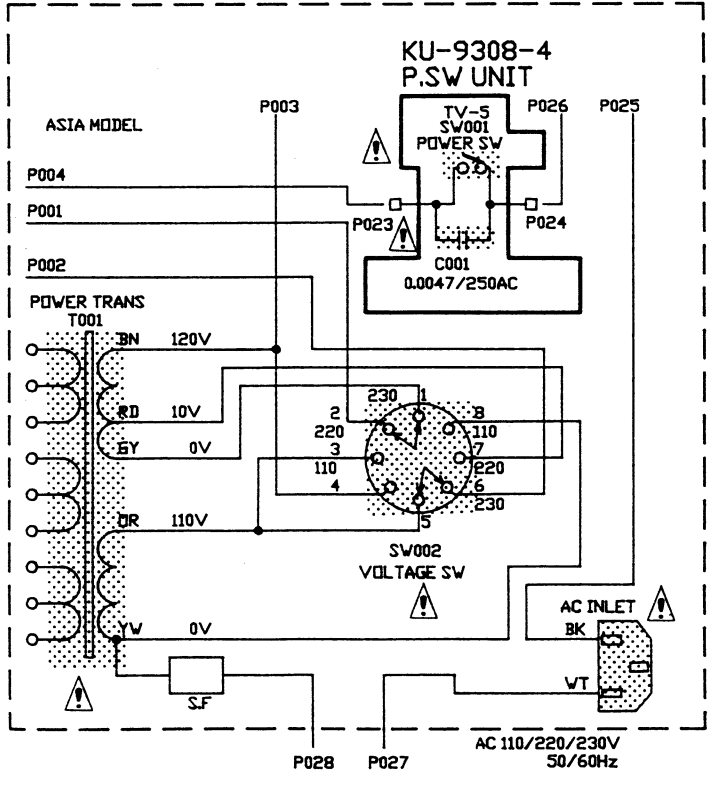 KU-9308-4
P.SW UNIT
P003
TV-5
P026
P025
ASIA MODEL
SW001
POWER SW
P004
P001
P023
P024
P002
C001
0.0047/250AC
POWER TRANS
T001
BN 120V
230 1
RD 10V
2 8
220 110
GY 0V
3 7
110 220
4 6
230
OR 110V
5
SW002
VOLTAGE SW
AC INLET
YW 0V
BK
WT
S.F
AC 110/220/230V
50/60Hz
P028
P027
! ! ! ! !